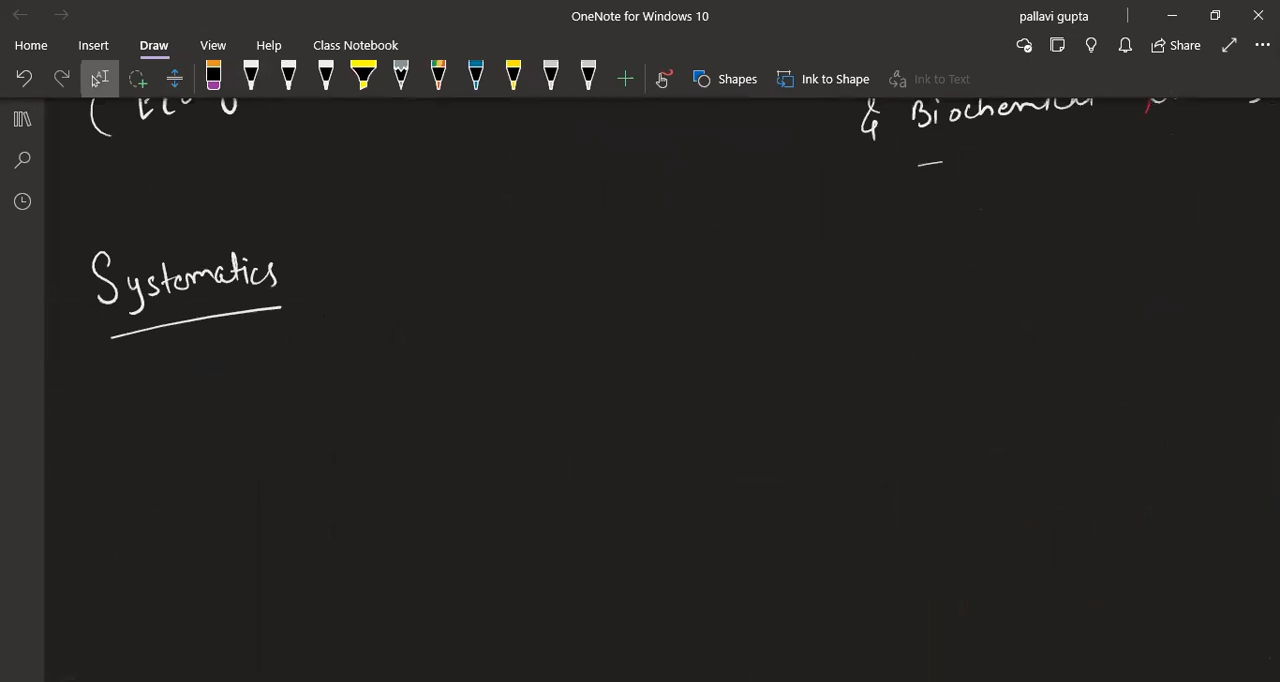 OneNote for Windows 10
pallavi gupta
Home Insert Draw View Help Class Notebook
Share
Shapes Ink to Shape Ink to Text
& Biochemical
Systematics